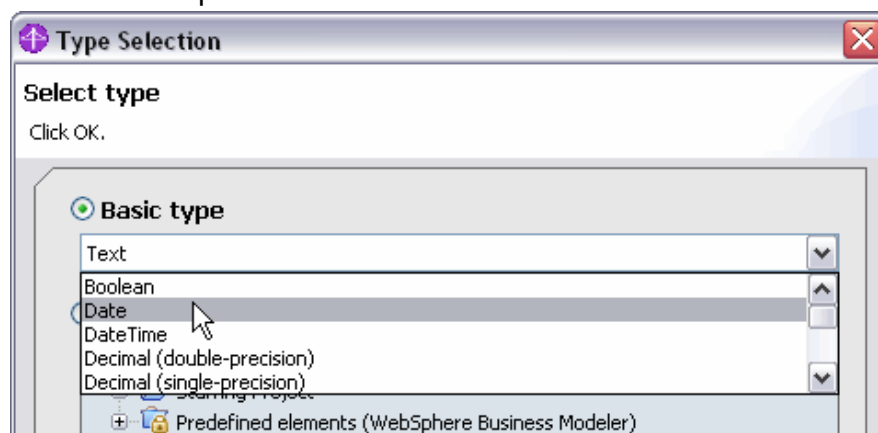 Type Selection
Select type
Click OK.
Basic type
Text
Boolean
Date
DateTime
Decimal (double-precision)
Decimal (single-precision)
Predefined elements (WebSphere Business Modeler)